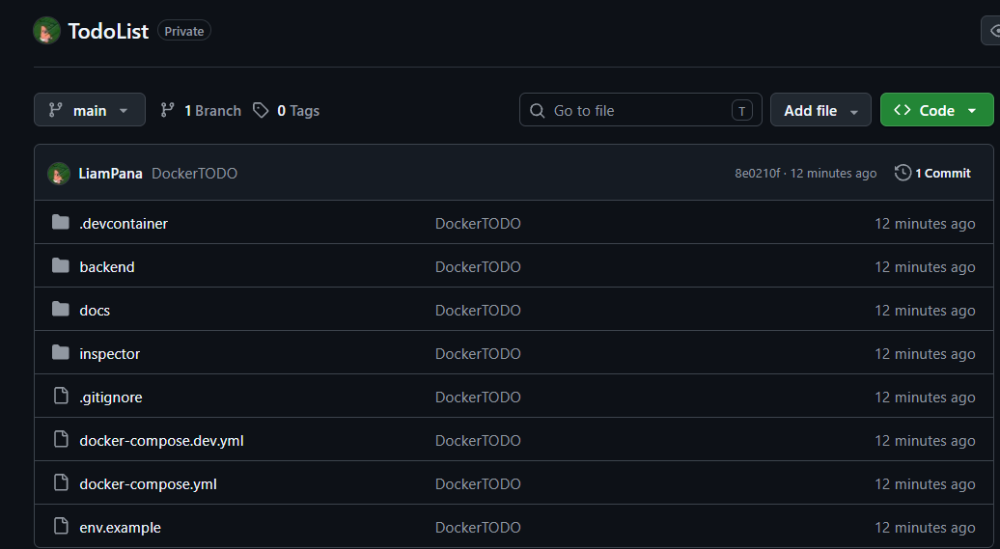 TodoList Private
main 1 Branch 0 Tags Go to file T Add file Code
LiamPana DockerTODO 8e0210f · 12 minutes ago 1 Commit
.devcontainer DockerTODO 12 minutes ago
backend DockerTODO 12 minutes ago
docs DockerTODO 12 minutes ago
inspector DockerTODO 12 minutes ago
.gitignore DockerTODO 12 minutes ago
docker-compose.dev.yml DockerTODO 12 minutes ago
docker-compose.yml DockerTODO 12 minutes ago
env.example DockerTODO 12 minutes ago